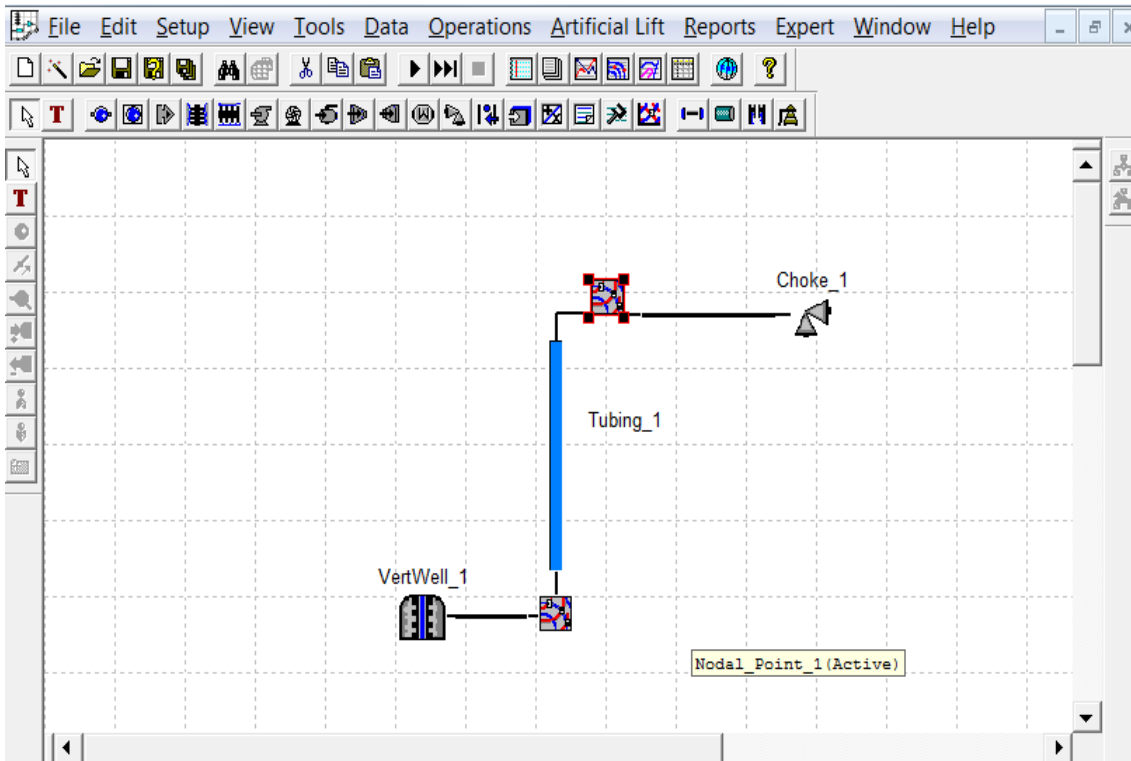 File Edit Setup View Tools Data Operations Artificial Lift Reports Expert Window Help
T
T
Choke_1
Tubing_1
VertWell_1
Nodal_Point_1(Active)